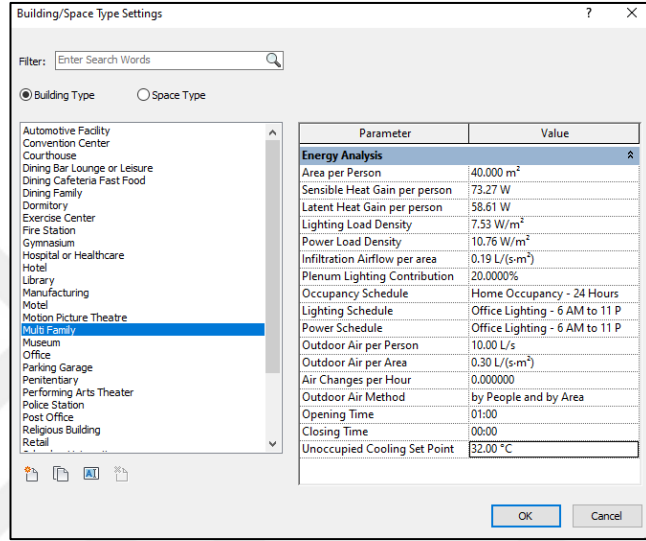 Building/Space Type Settings ? ×
Filter: Enter Search Words
Building Type Space Type
Automotive Facility
Convention Center
Courthouse
Dining Bar Lounge or Leisure
Dining Cafeteria Fast Food
Dining Family
Dormitory
Exercise Center
Fire Station
Gymnasium
Hospital or Healthcare
Hotel
Library
Manufacturing
Motel
Motion Picture Theatre
Multi Family
Museum
Office
Parking Garage
Penitentiary
Performing Arts Theater
Police Station
Post Office
Religious Building
Retail
Parameter Value
Energy Analysis
Area per Person 40.000 m²
Sensible Heat Gain per person 73.27 W
Latent Heat Gain per person 58.61 W
Lighting Load Density 7.53 W/m²
Power Load Density 10.76 W/m²
Infiltration Airflow per area 0.19 L/(s·m²)
Plenum Lighting Contribution 20.0000%
Occupancy Schedule Home Occupancy - 24 Hours
Lighting Schedule Office Lighting - 6 AM to 11 P
Power Schedule Office Lighting - 6 AM to 11 P
Outdoor Air per Person 10.00 L/s
Outdoor Air per Area 0.30 L/(s·m²)
Air Changes per Hour 0.000000
Outdoor Air Method by People and by Area
Opening Time 01:00
Closing Time 00:00
Unoccupied Cooling Set Point 32.00 °C
OK Cancel